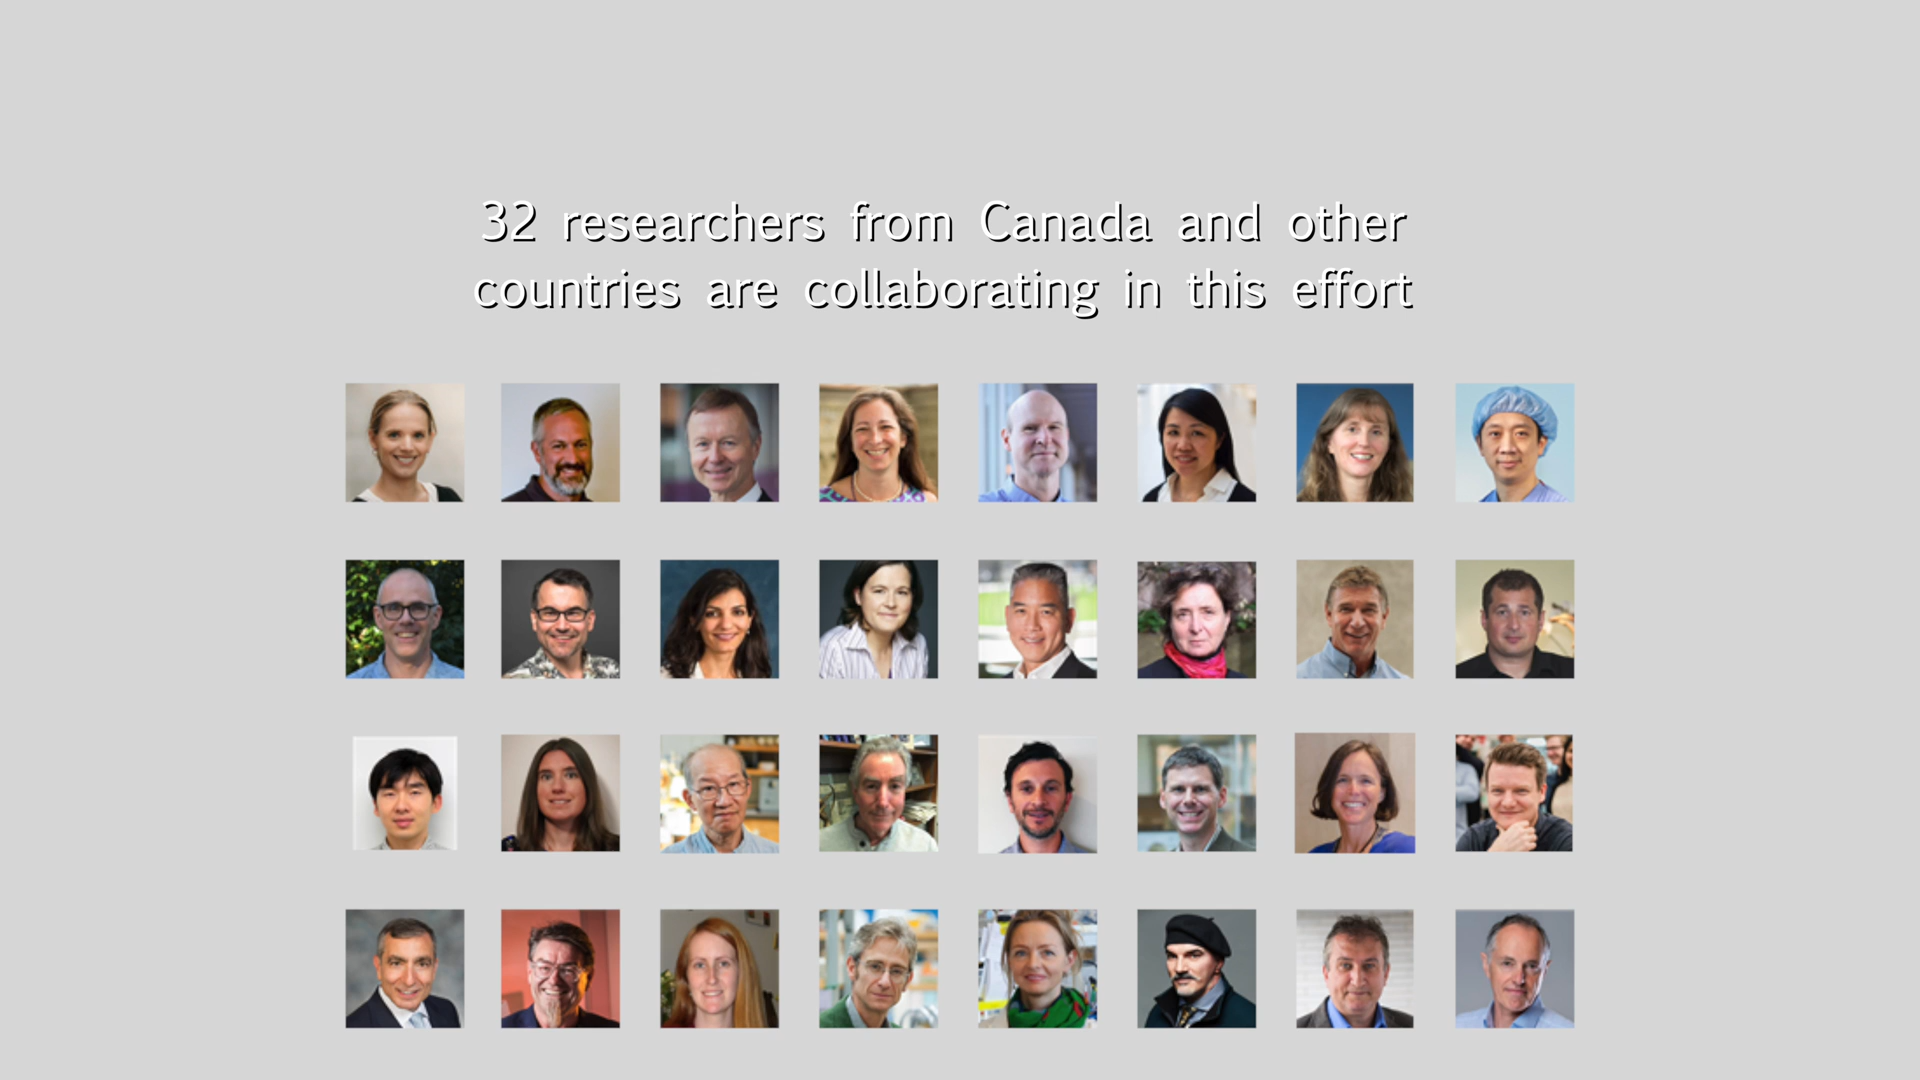 32 researchers from Canada and other
countries are collaborating in this effort